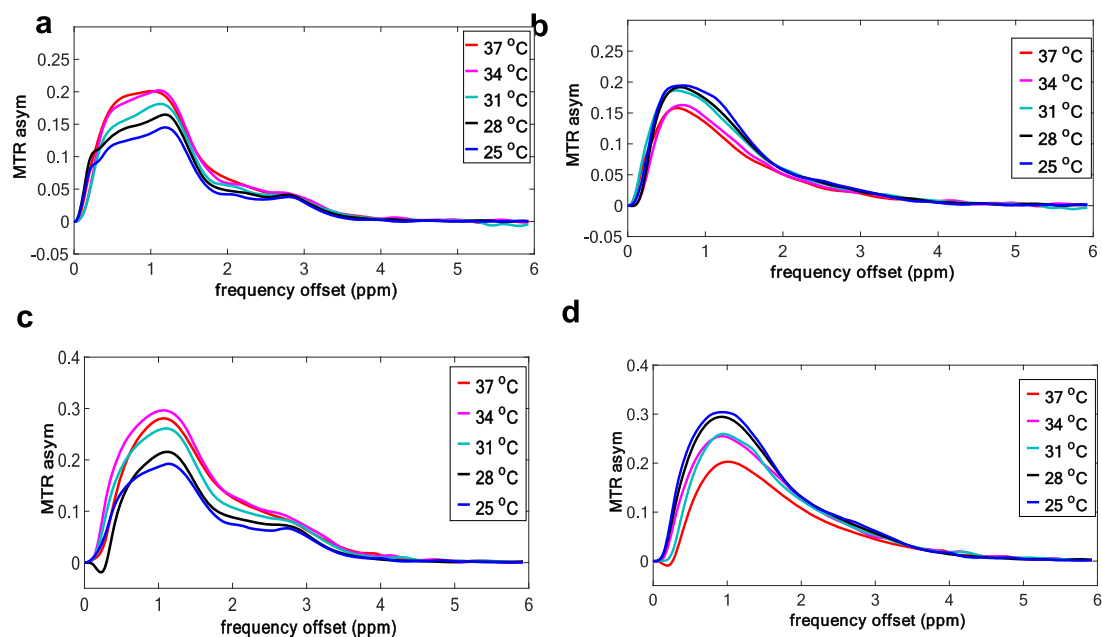 a
MTR asym
0.25
0.2
0.15
0.1
0.05
0
-0.05
0 1 2 3 4 5 6
frequency offset (ppm)
37 °C
34 °C
31 °C
28 °C
25 °C
b
MTR asym
0.25
0.2
0.15
0.1
0.05
0
-0.05
0 1 2 3 4 5 6
frequency offset (ppm)
37 °C
34 °C
31 °C
28 °C
25 °C
c
MTR asym
0.4
0.3
0.2
0.1
0
0 1 2 3 4 5 6
frequency offset (ppm)
37 °C
34 °C
31 °C
28 °C
25 °C
d
MTR asym
0.4
0.3
0.2
0.1
0
0 1 2 3 4 5 6
frequency offset (ppm)
37 °C
34 °C
31 °C
28 °C
25 °C